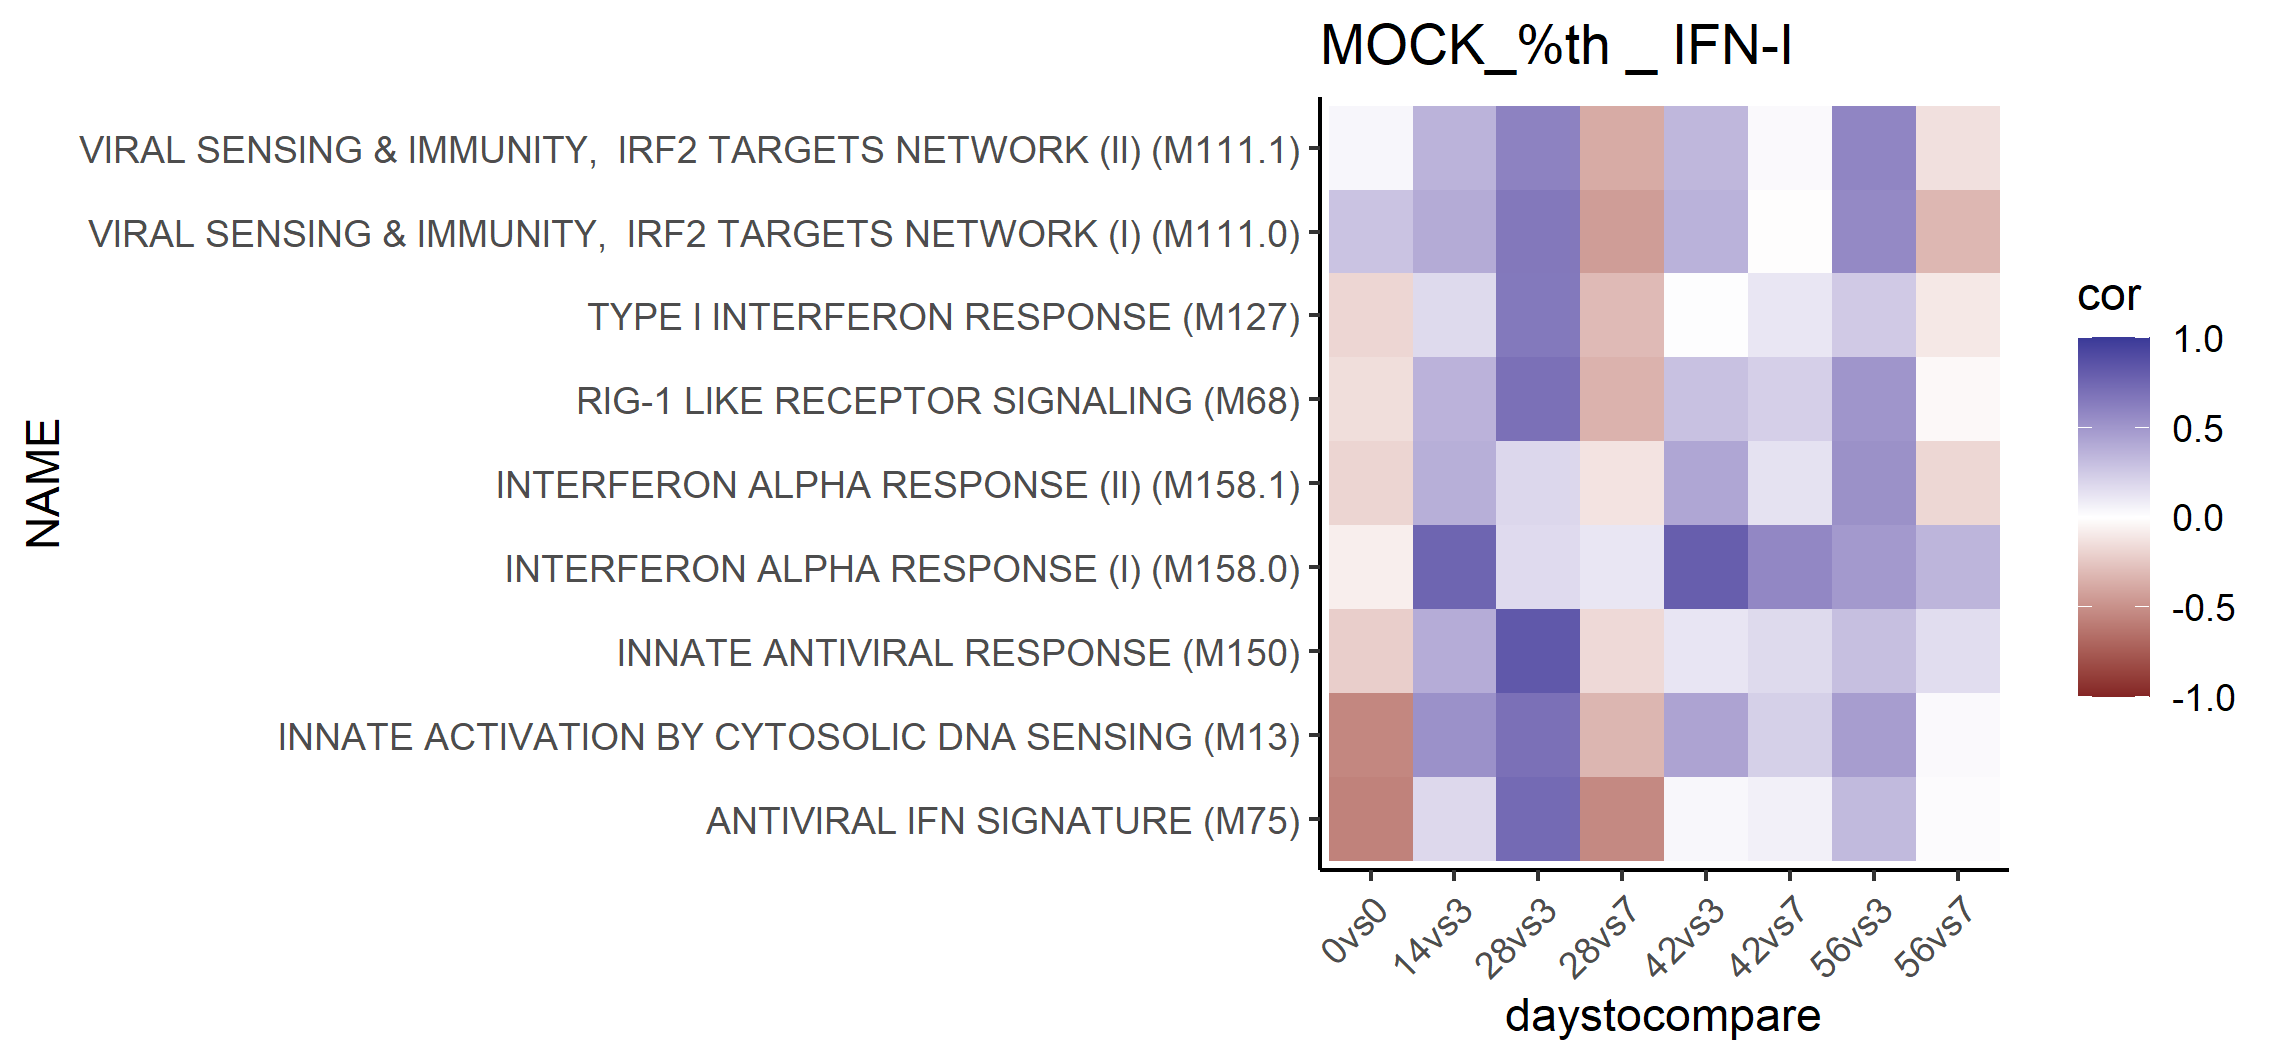 MOCK_%th _ IFN-I
VIRAL SENSING & IMMUNITY,  IRF2 TARGETS NETWORK (II) (M111.1)
VIRAL SENSING & IMMUNITY,  IRF2 TARGETS NETWORK (I) (M111.0)
TYPE I INTERFERON RESPONSE (M127)
RIG-1 LIKE RECEPTOR SIGNALING (M68)
INTERFERON ALPHA RESPONSE (II) (M158.1)
INTERFERON ALPHA RESPONSE (I) (M158.0)
INNATE ANTIVIRAL RESPONSE (M150)
INNATE ACTIVATION BY CYTOSOLIC DNA SENSING (M13)
ANTIVIRAL IFN SIGNATURE (M75)
NAME
0vs0
14vs3
28vs3
28vs7
42vs3
42vs7
56vs3
56vs7
daystocompare
cor
1.0
0.5
0.0
-0.5
-1.0